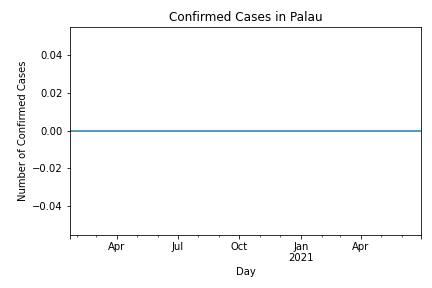 Confirmed Cases in Palau
Number of Confirmed Cases
0.04
0.02
0.00
−0.02
−0.04
Apr
Jul
Oct
Jan
2021
Apr
Day